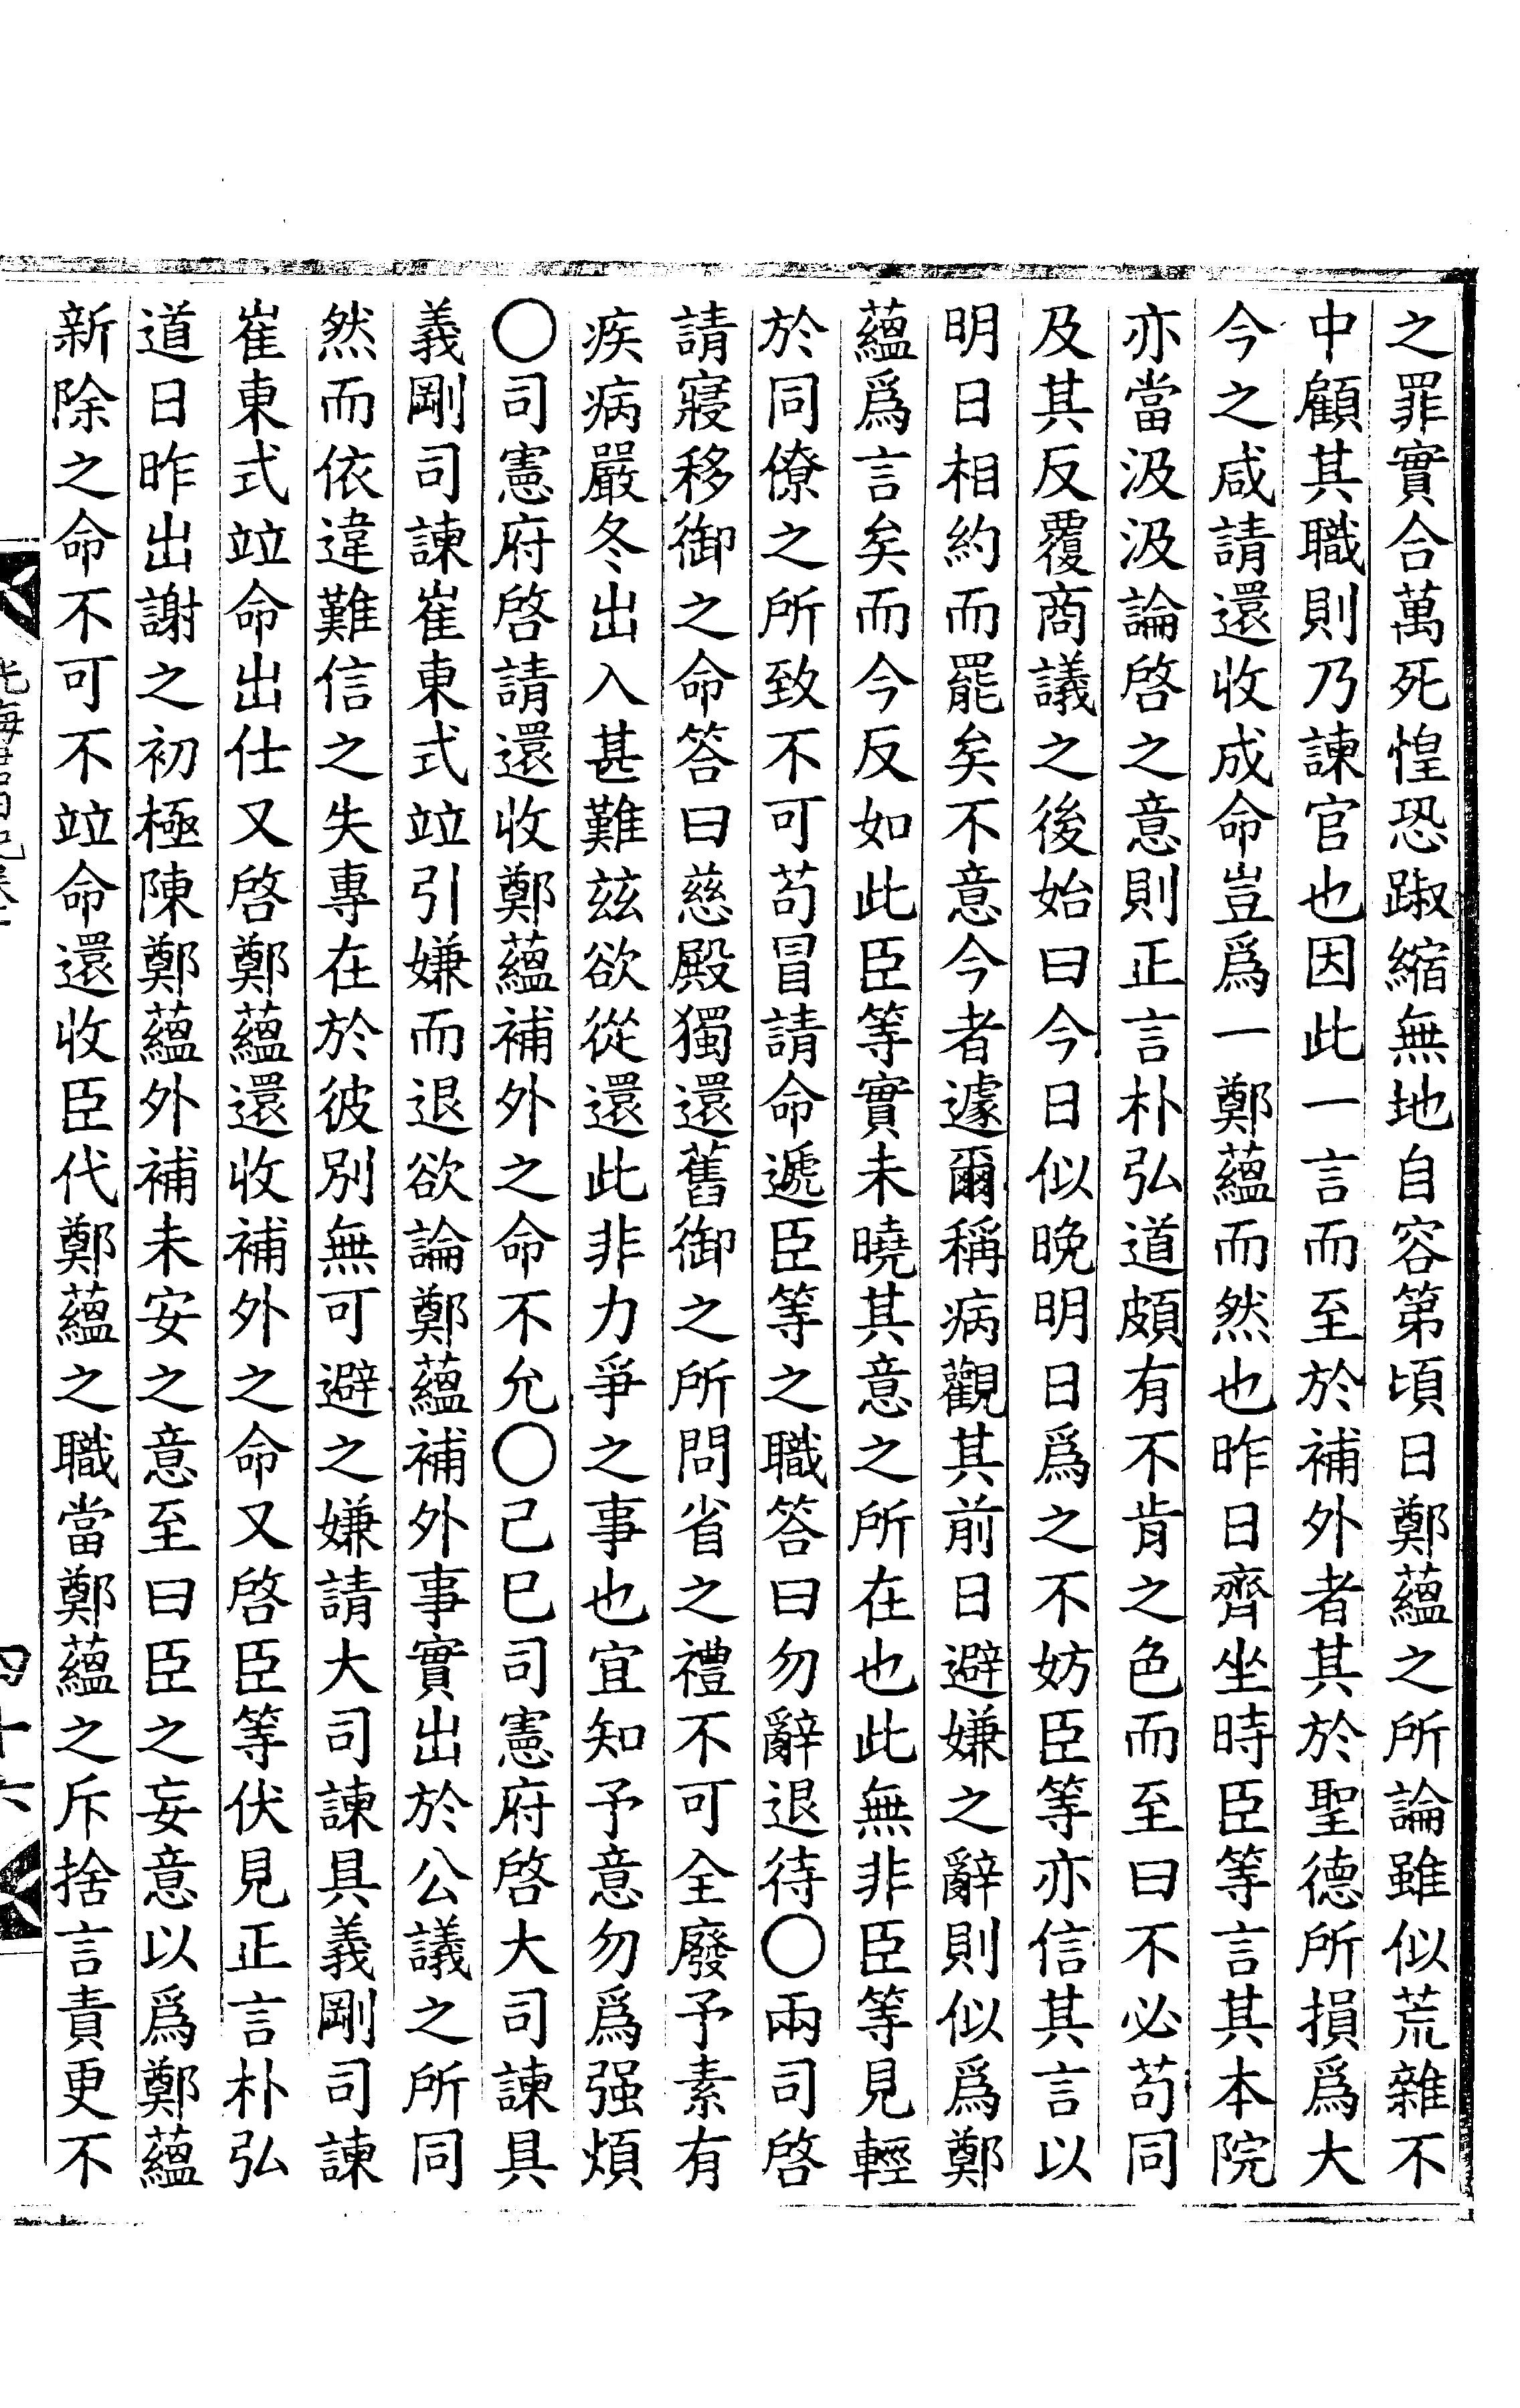 之罪實合萬死惶恐踧縮無地自容第頃日鄭蘊之所論雖似荒雜不
中顧其職則乃諫官也因此一言而至於補外者其於聖德所損爲大
今之咸請還收成命豈爲一鄭蘊而然也昨日齊坐時臣等言其本院
亦當汲汲論啓之意則正言朴弘道頗有不肯之色而至曰不必苟同
及其反覆商議之後始曰今日似晚明日爲之不妨臣等亦信其言以
明日相約而罷矣不意今者遽爾稱病觀其前日避嫌之辭則似爲鄭
蘊爲言矣而今反如此臣等實未曉其意之所在也此無非臣等見輕
於同僚之所致不可苟冒請命遞臣等之職答曰勿辭退待○兩司啓
請寢移御之命答曰慈殿獨還舊御之所問省之禮不可全廢予素有
疾病嚴冬出入甚難玆欲從還此非力爭之事也宜知予意勿爲强煩
○司憲府啓請還收鄭蘊補外之命不允○己巳司憲府啓大司諫具
義剛司諫崔東式竝引嫌而退欲論鄭蘊補外事實出於公議之所同
然而依違難信之失專在於彼別無可避之嫌請大司諫具義剛司諫
崔東式竝命出仕又啓鄭蘊還收補外之命又啓臣等伏見正言朴弘
道日昨出謝之初極陳鄭蘊外補未安之意至曰臣之妄意以爲鄭蘊
新除之命不可不竝命還收臣代鄭蘊之職當鄭蘊之斥捨言責更不
光海君日記卷
四十六